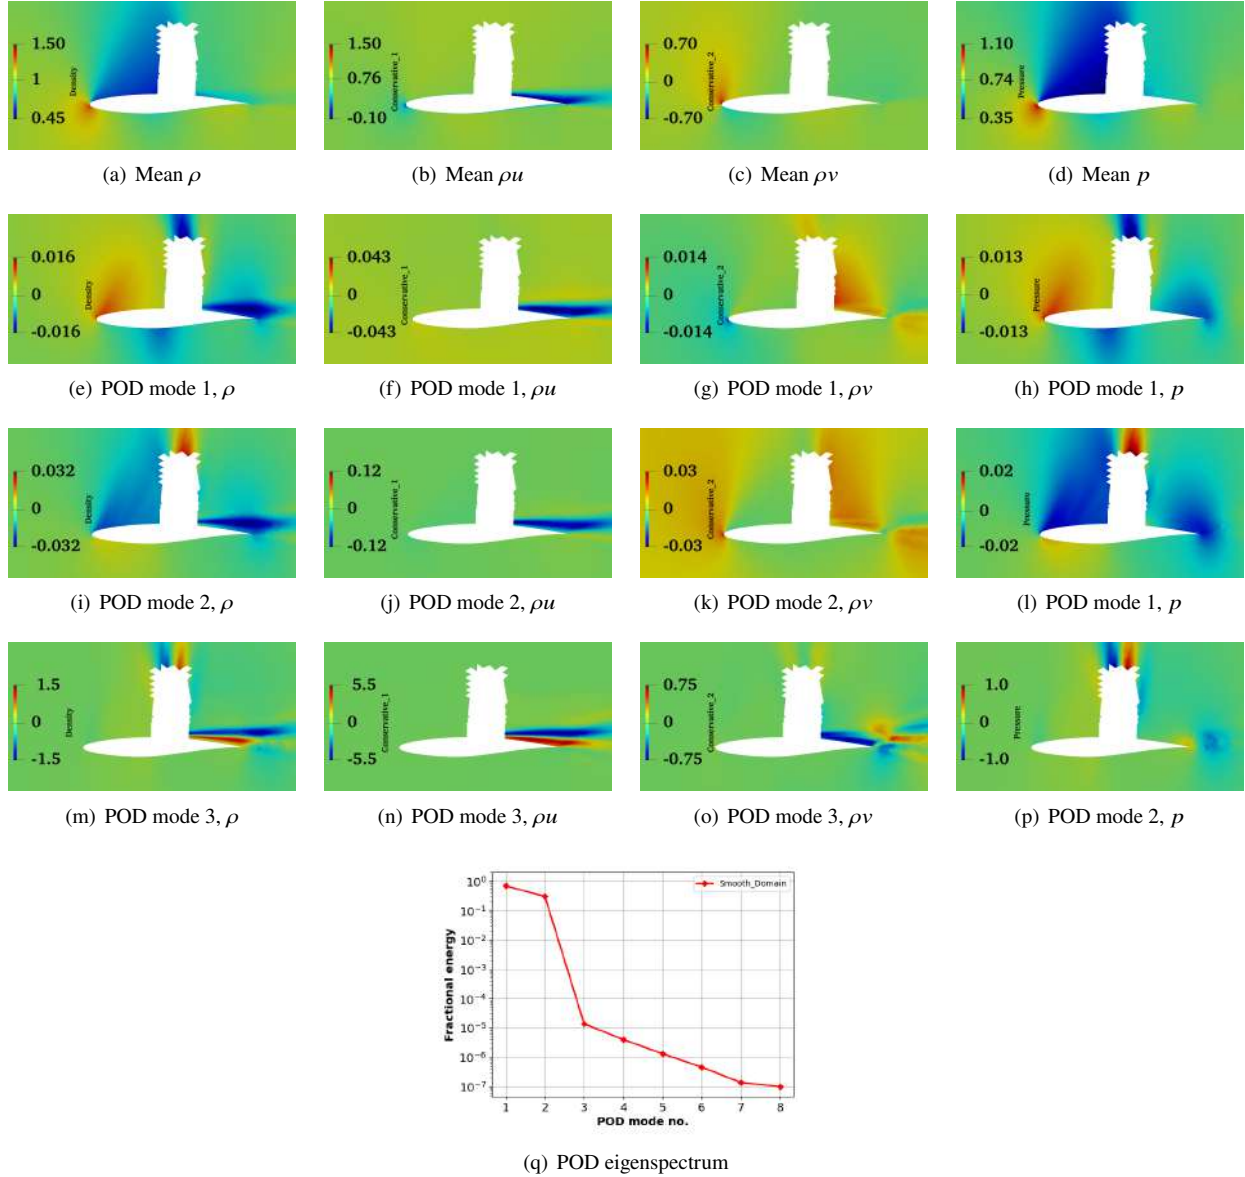 1.50
1
0.45
Density
1.50
0.76
-0.10
Conservative_1
0.70
0
-0.70
Conservative_2
1.10
0.74
0.35
Pressure
(a) Mean ρ
(b) Mean ρu
(c) Mean ρv
(d) Mean p
0.016
0
-0.016
Density
0.043
0
-0.043
Conservative_1
0.014
0
-0.014
Conservative_2
0.013
0
-0.013
Pressure
(e) POD mode 1, ρ
(f) POD mode 1, ρu
(g) POD mode 1, ρv
(h) POD mode 1, p
0.032
0
-0.032
Density
0.12
0
-0.12
Conservative_1
0.03
0
-0.03
Conservative_2
0.02
0
-0.02
Pressure
(i) POD mode 2, ρ
(j) POD mode 2, ρu
(k) POD mode 2, ρv
(l) POD mode 1, p
1.5
0
-1.5
Density
5.5
0
-5.5
Conservative_1
0.75
0
-0.75
Conservative_2
1.0
0
-1.0
Pressure
(m) POD mode 3, ρ
(n) POD mode 3, ρu
(o) POD mode 3, ρv
(p) POD mode 2, p
Smooth_Domain
10⁰
10⁻¹
10⁻²
10⁻³
10⁻⁴
10⁻⁵
10⁻⁶
10⁻⁷
Fractional energy
1 2 3 4 5 6 7 8
POD mode no.
(q) POD eigenspectrum